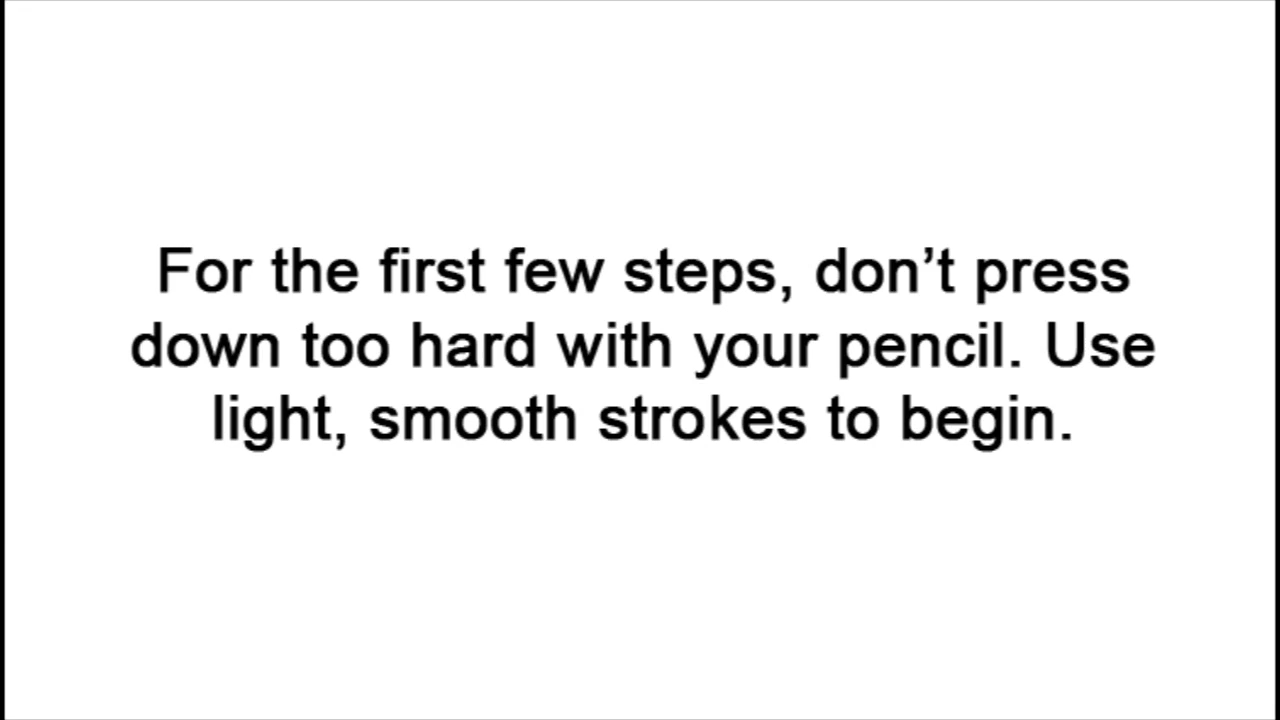 For the first few steps, don’t press
down too hard with your pencil. Use
light, smooth strokes to begin.